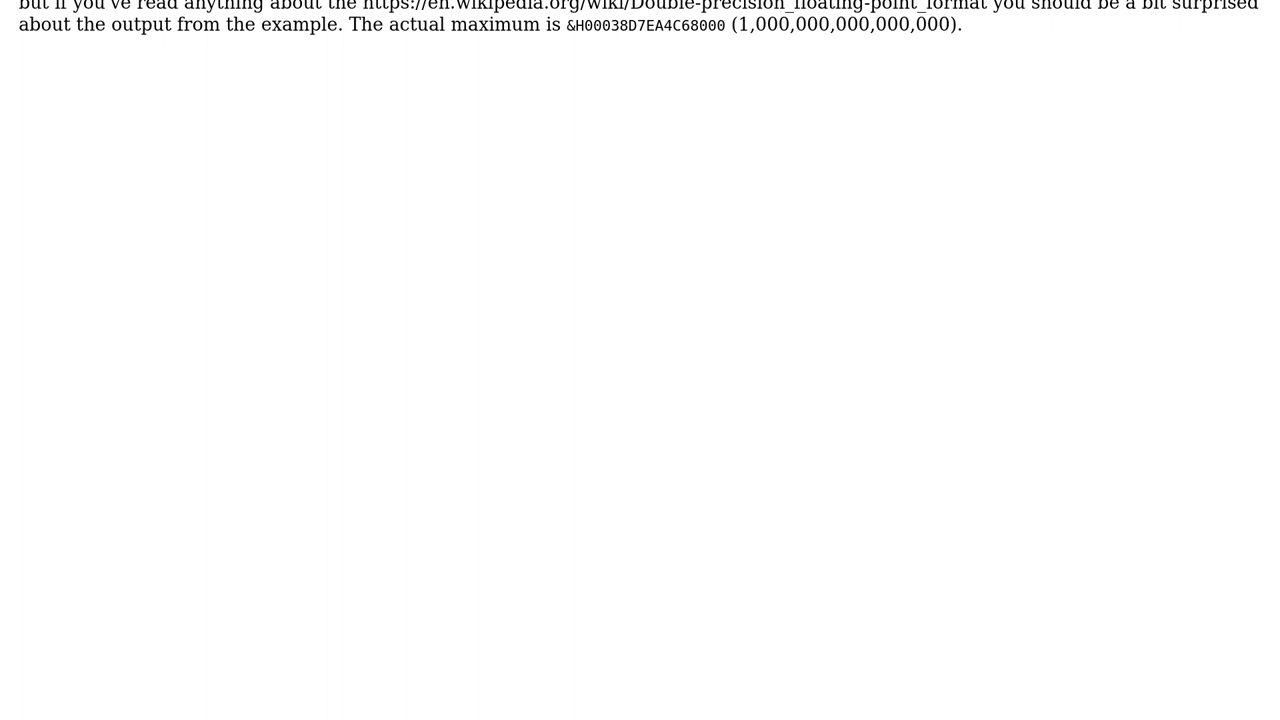 but if you've read anything about the https://en.wikipedia.org/wiki/Double-precision_floating-point_format you should be a bit surprised
about the output from the example. The actual maximum is &H00038D7EA4C68000 (1,000,000,000,000,000).